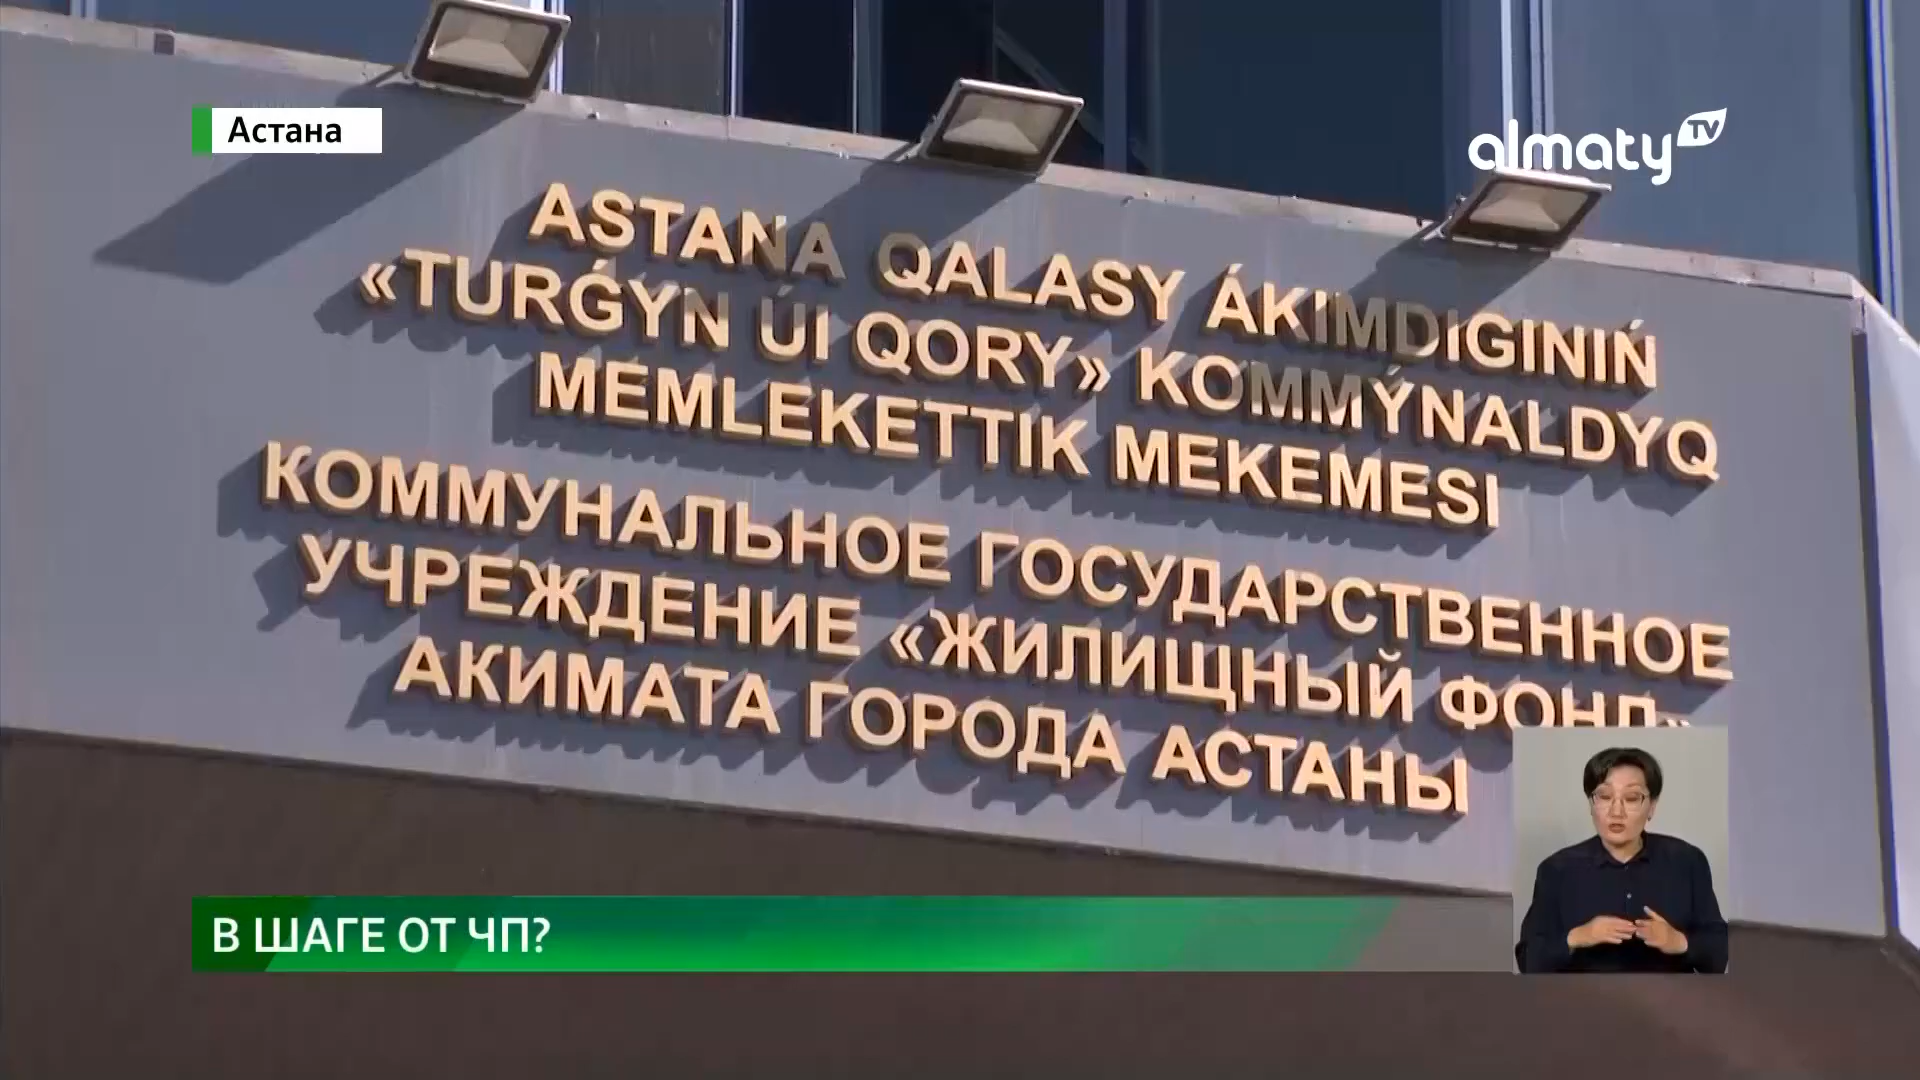 Астана
almaty TV
ASTANA QALASY ÁKIMDIGINIŃ
«TURǴYN ÚI QORY» KOMMÝNALDYQ
MEMLEKETTIK MEKEMESI
КОММУНАЛЬНОЕ ГОСУДАРСТВЕННОЕ
УЧРЕЖДЕНИЕ «ЖИЛИЩНЫЙ ФОНД»
АКИМАТА ГОРОДА АСТАНЫ
В ШАГЕ ОТ ЧП?